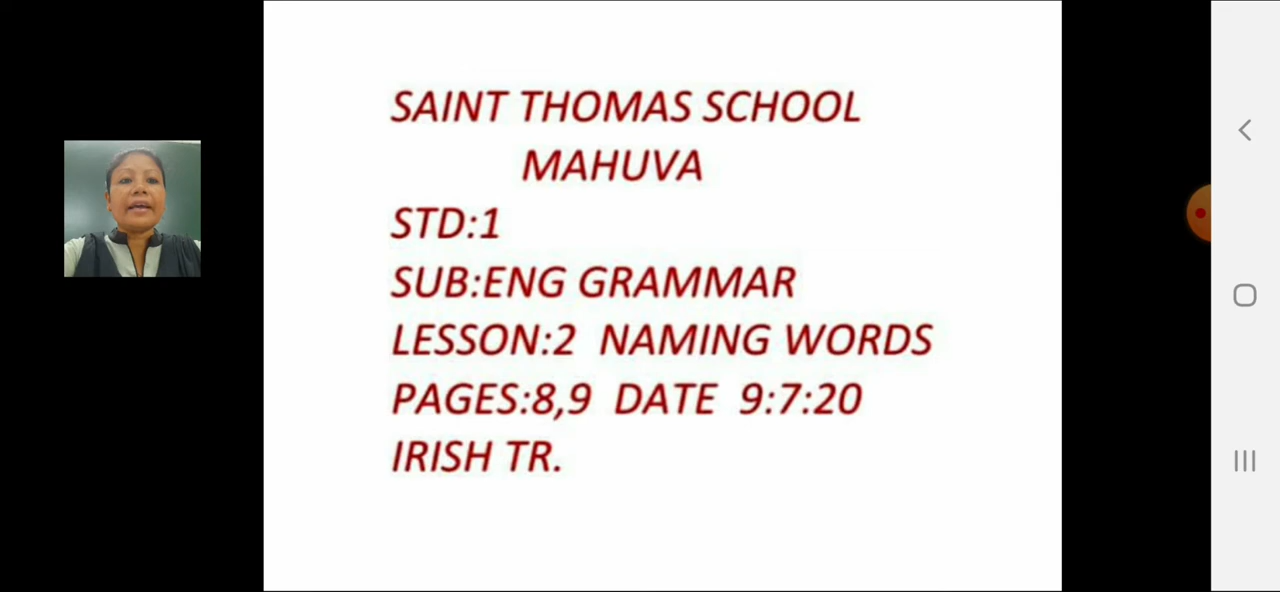 SAINT THOMAS SCHOOL
MAHUVA
STD:1
SUB:ENG GRAMMAR
LESSON:2 NAMING WORDS
PAGES:8,9 DATE 9:7:20
IRISH TR.